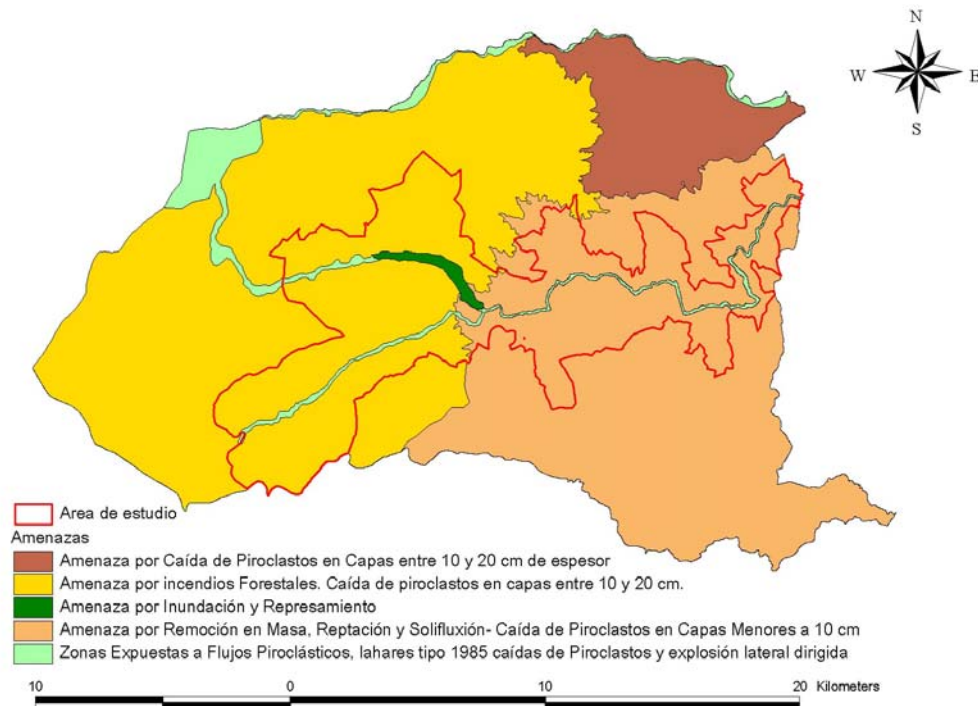 N
W E
S
Area de estudio
Amenazas
Amenaza por Caída de Piroclastos en Capas entre 10 y 20 cm de espesor
Amenaza por incendios Forestales. Caída de piroclastos en capas entre 10 y 20 cm.
Amenaza por Inundación y Represamiento
Amenaza por Remoción en Masa, Reptación y Solifluxión- Caída de Piroclastos en Capas Menores a 10 cm
Zonas Expuestas a Flujos Piroclásticos, lahares tipo 1985 caídas de Piroclastos y explosión lateral dirigida
10 0 10 20 Kilometers